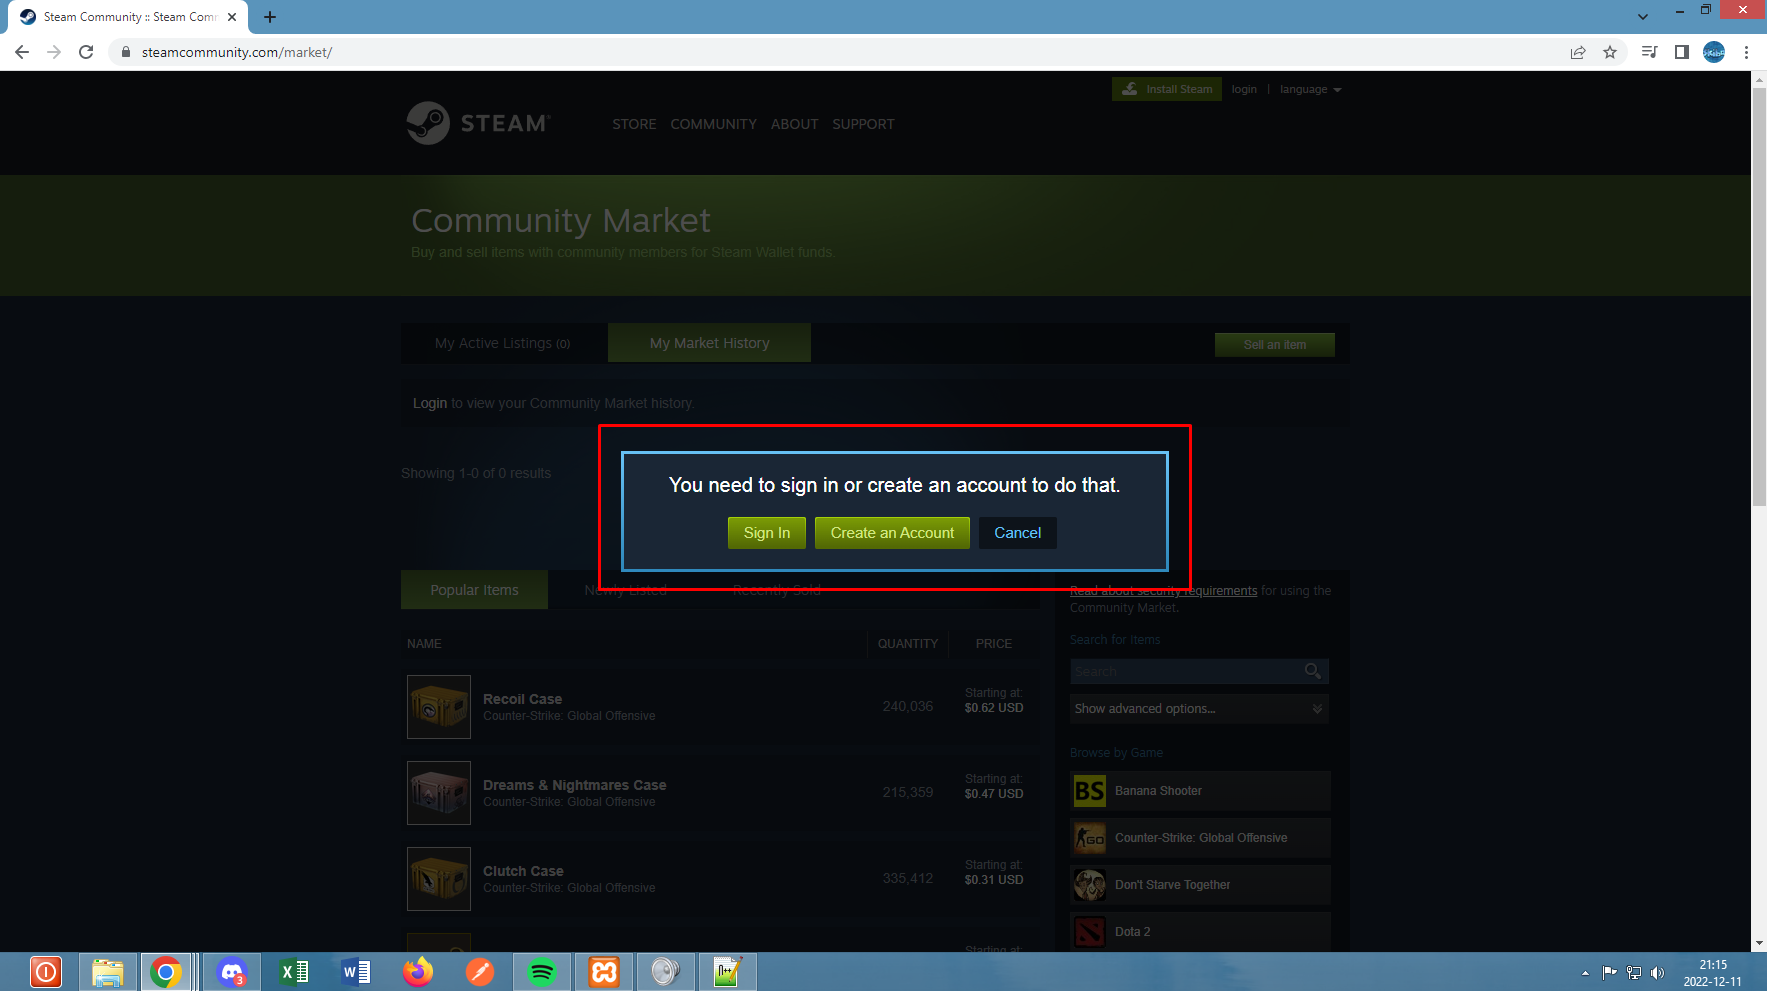 Steam Community :: Steam Comm
steamcommunity.com/market/
Install Steam
login
|
language
STEAM®
STORE
COMMUNITY
ABOUT
SUPPORT
Community Market
Buy and sell items with community members for Steam Wallet funds.
My Active Listings (0)
My Market History
Sell an item
Login to view your Community Market history.
Showing 1-0 of 0 results
You need to sign in or create an account to do that.
Sign In
Create an Account
Cancel
Popular Items
Newly Listed
Recently Sold
Read about security requirements for using the
Community Market.
NAME
QUANTITY
PRICE
Search for Items
Search
Show advanced options...
Recoil Case
Counter-Strike: Global Offensive
240,036
Starting at:
$0.62 USD
Dreams & Nightmares Case
Counter-Strike: Global Offensive
215,359
Starting at:
$0.47 USD
Clutch Case
Counter-Strike: Global Offensive
335,412
Starting at:
$0.31 USD
Starting at:
Browse by Game
BS
Banana Shooter
GO
Counter-Strike: Global Offensive
Don't Starve Together
Dota 2
3
21:15
2022-12-11